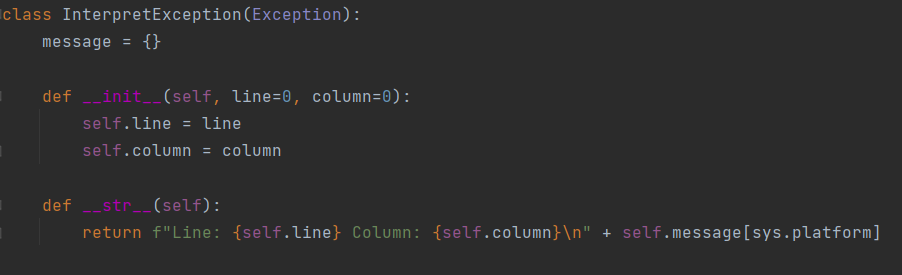 class InterpretException(Exception):
    message = {}
    def __init__(self, line=0, column=0):
        self.line = line
        self.column = column
    def __str__(self):
        return f"Line: {self.line} Column: {self.column}\n" + self.message[sys.platform]